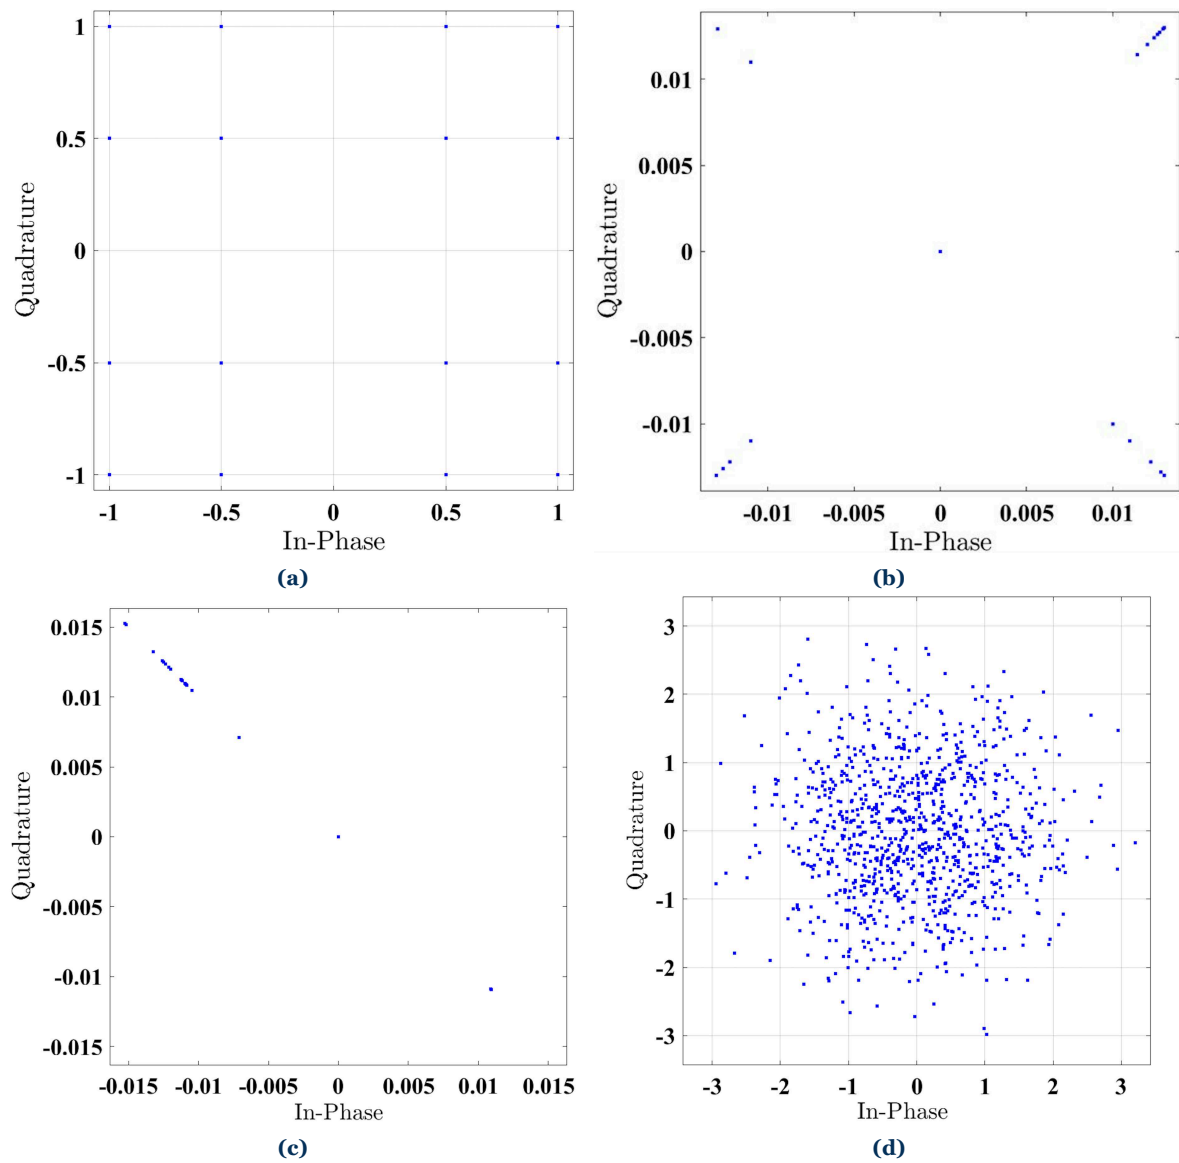 1
0.5
0
-0.5
-1
Quadrature
-1 -0.5 0 0.5 1
In-Phase
(a)
0.01
0.005
0
-0.005
-0.01
Quadrature
-0.01 -0.005 0 0.005 0.01
In-Phase
(b)
0.015
0.01
0.005
0
-0.005
-0.01
-0.015
Quadrature
-0.015 -0.01 -0.005 0 0.005 0.01 0.015
In-Phase
(c)
3
2
1
0
-1
-2
-3
Quadrature
-3 -2 -1 0 1 2 3
In-Phase
(d)